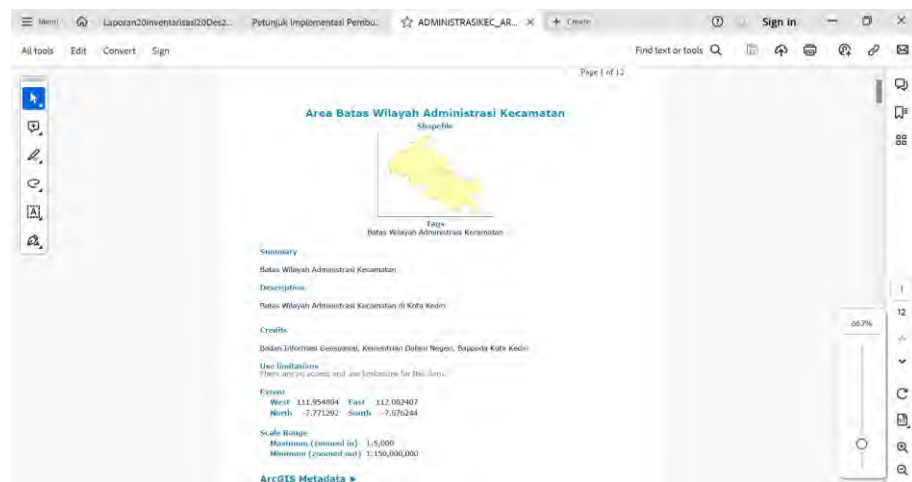 Menu
Laporan20Inventarisasi20Des2...
Petunjuk Implementasi Pembu...
ADMINISTRASIKEC_AR...
+ Create
Sign in
All tools Edit Convert Sign
Find text or tools
Page 1 of 12
Area Batas Wilayah Administrasi Kecamatan
Shapefile
Tags
Batas Wilayah Administrasi Kecamatan
Summary
Batas Wilayah Administrasi Kecamatan
Description
Batas Wilayah Administrasi Kecamatan di Kota Kediri
Credits
Badan Informasi Geospasial, Kementrian Dalam Negeri, Bappeda Kota Kediri
Use limitations
There are no access and use limitations for this item.
Extent
West 111.954804 East 112.082407
North -7.771292 South -7.876244
Scale Range
Maximum (zoomed in) 1:5,000
Minimum (zoomed out) 1:150,000,000
ArcGIS Metadata ►
1
12
66.7%